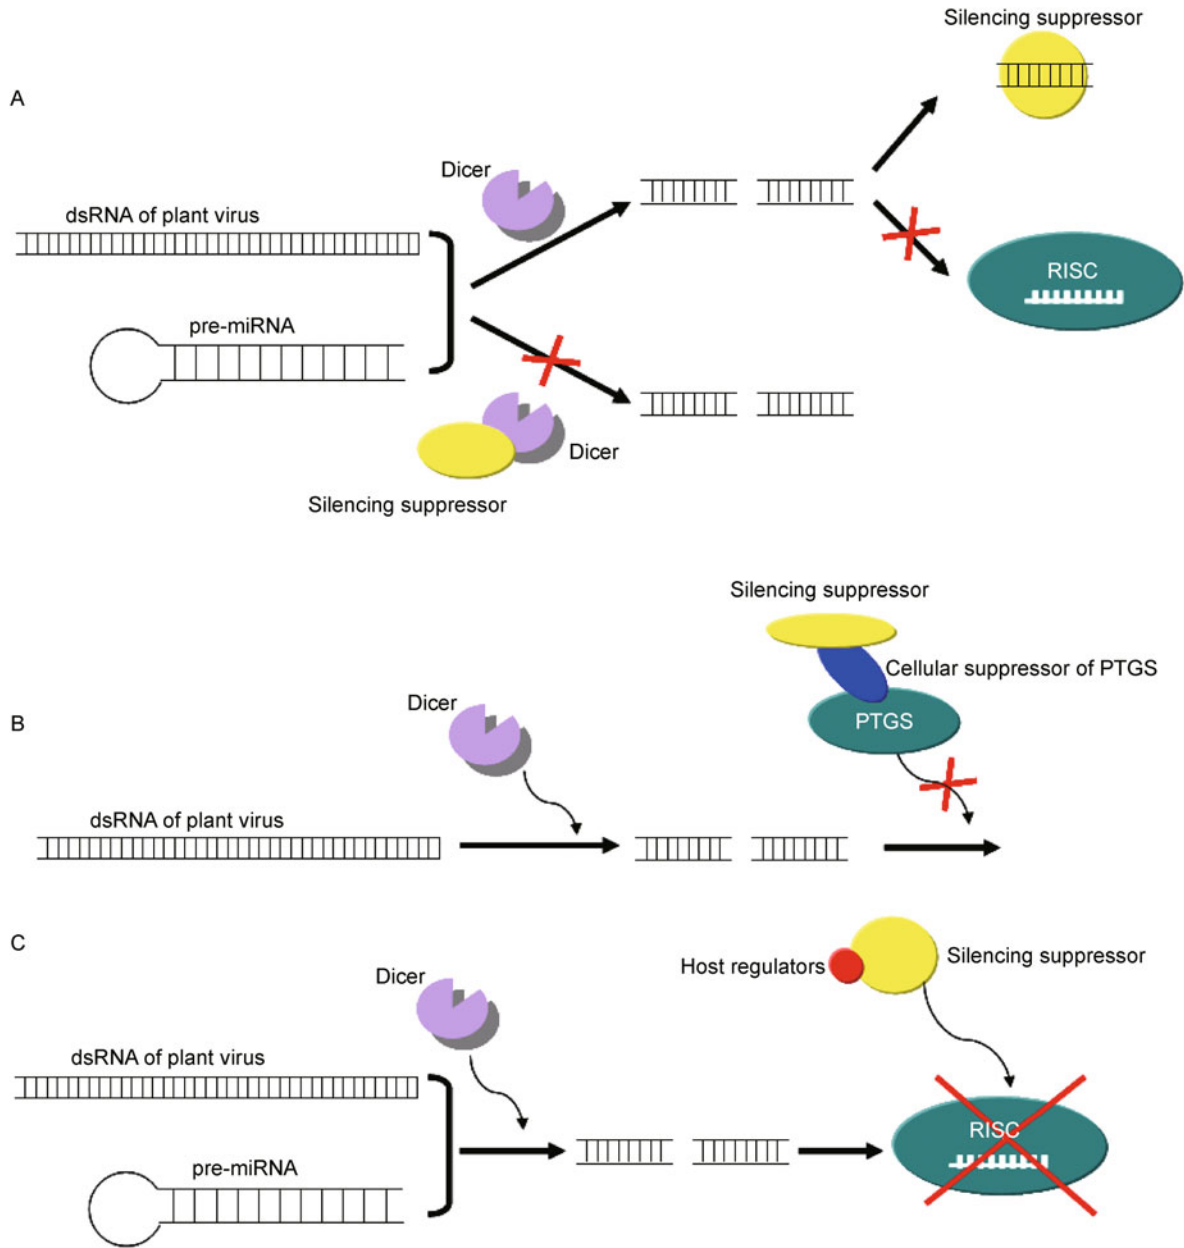 Silencing suppressor
A
Dicer
dsRNA of plant virus
RISC
pre-miRNA
Dicer
Silencing suppressor
Silencing suppressor
Cellular suppressor of PTGS
B
Dicer
PTGS
dsRNA of plant virus
C
Host regulators
Silencing suppressor
Dicer
dsRNA of plant virus
RISC
pre-miRNA